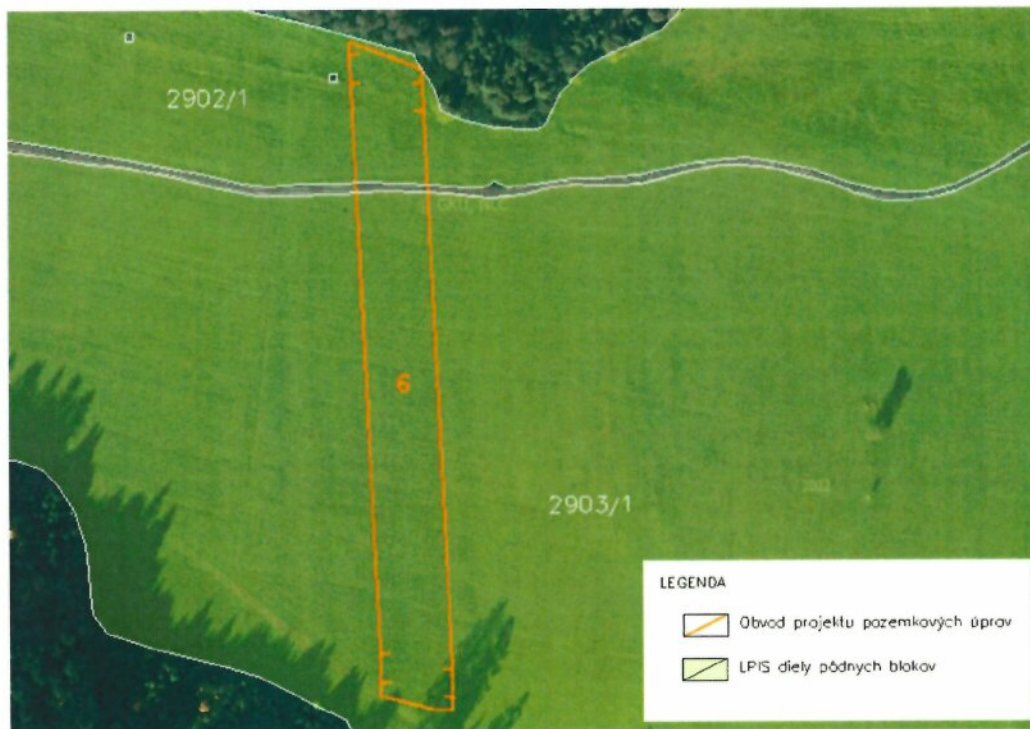 2902/1
6
2903/1
LEGENDA
Obvod projektu pozemkových úprav
LPIS diely pôdnych blokov